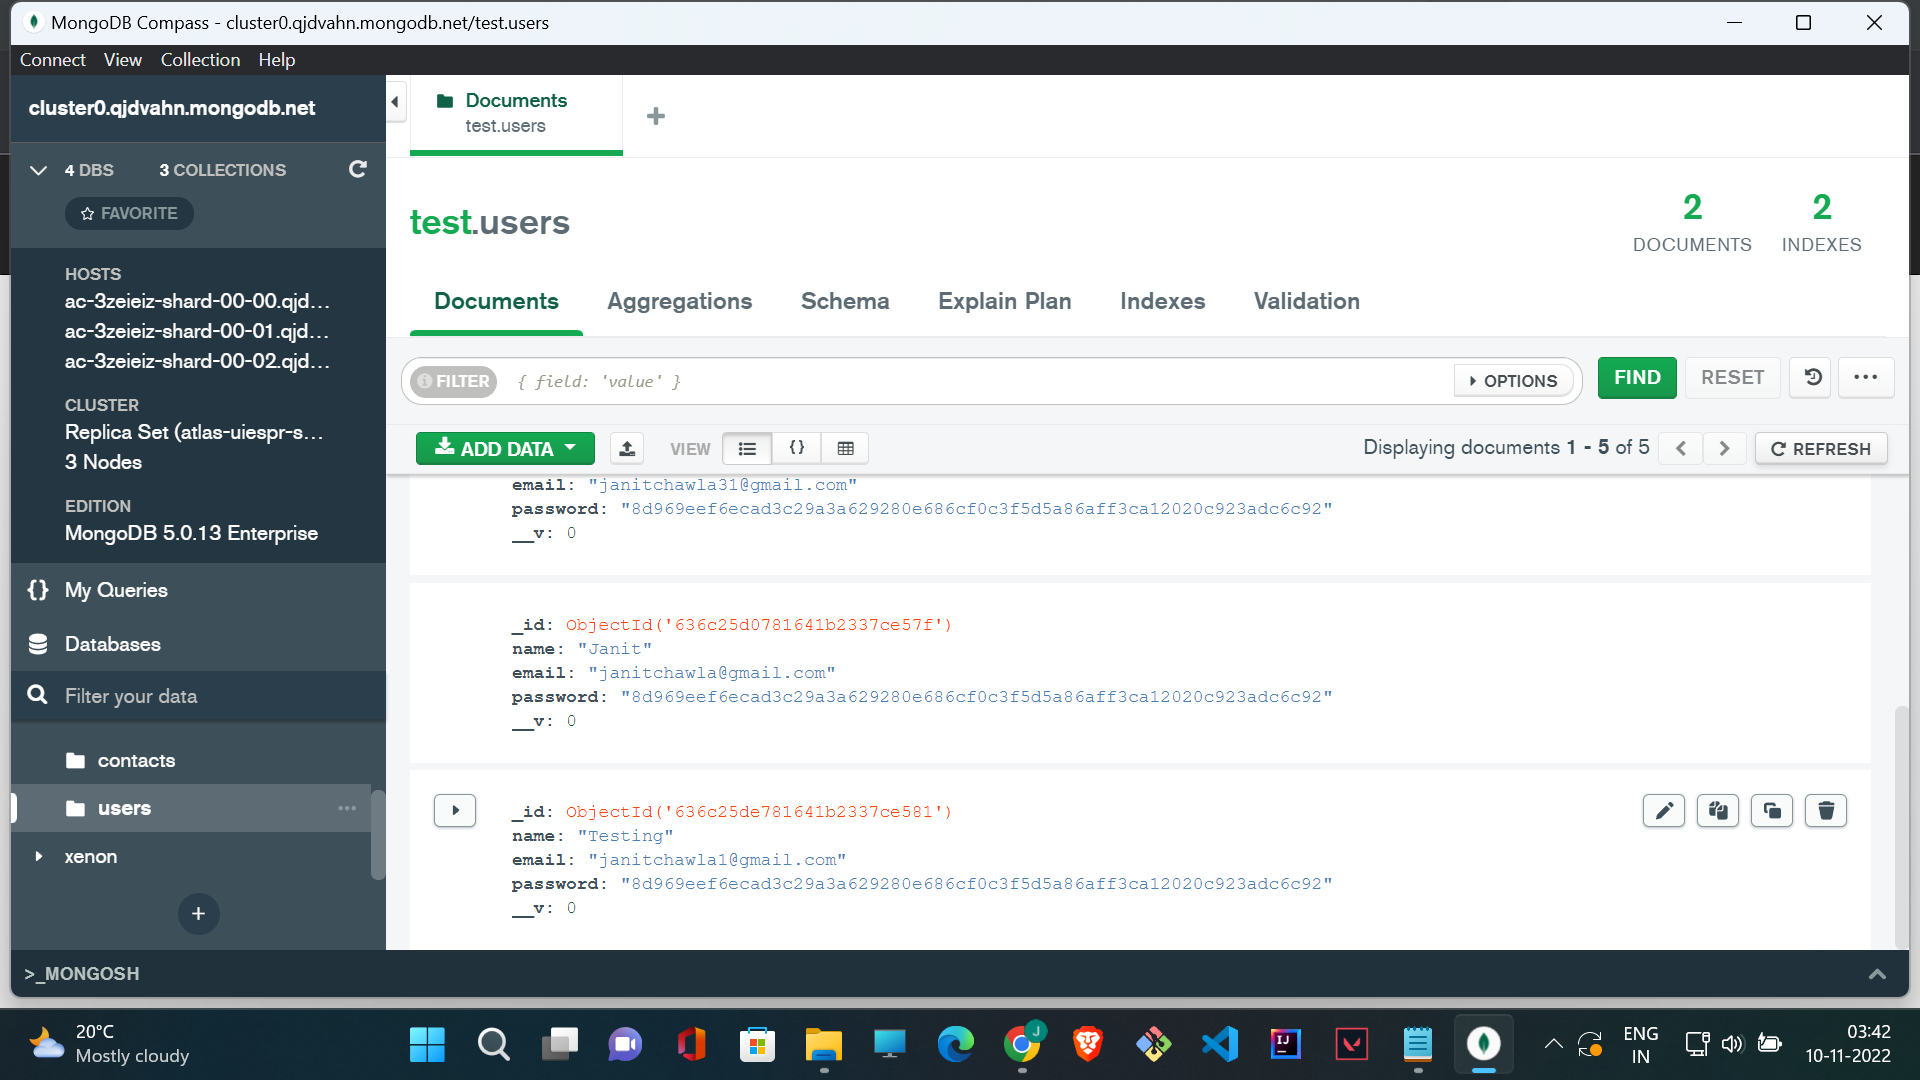 MongoDB Compass - cluster0.qjdvahn.mongodb.net/test.users
Connect View Collection Help
cluster0.qjdvahn.mongodb.net
4 DBS 3 COLLECTIONS
FAVORITE
HOSTS
ac-3zeieiz-shard-00-00.qjd...
ac-3zeieiz-shard-00-01.qjd...
ac-3zeieiz-shard-00-02.qjd...
CLUSTER
Replica Set (atlas-uiespr-s...
3 Nodes
EDITION
MongoDB 5.0.13 Enterprise
{} My Queries
Databases
Filter your data
contacts
users ...
xenon
+
>_MONGOSH
Documents
test.users
+
test.users
2
DOCUMENTS
2
INDEXES
Documents Aggregations Schema Explain Plan Indexes Validation
FILTER { field: 'value' } OPTIONS FIND RESET ...
ADD DATA VIEW {} Displaying documents 1 - 5 of 5 < > REFRESH
email: "janitchawla31@gmail.com"
password: "8d969eef6ecad3c29a3a629280e686cf0c3f5d5a86aff3ca12020c923adc6c92"
__v: 0
_id: ObjectId('636c25d0781641b2337ce57f')
name: "Janit"
email: "janitchawla@gmail.com"
password: "8d969eef6ecad3c29a3a629280e686cf0c3f5d5a86aff3ca12020c923adc6c92"
__v: 0
_id: ObjectId('636c25de781641b2337ce581')
name: "Testing"
email: "janitchawla1@gmail.com"
password: "8d969eef6ecad3c29a3a629280e686cf0c3f5d5a86aff3ca12020c923adc6c92"
__v: 0
20°C
Mostly cloudy
J
IJ
ENG
IN
03:42
10-11-2022